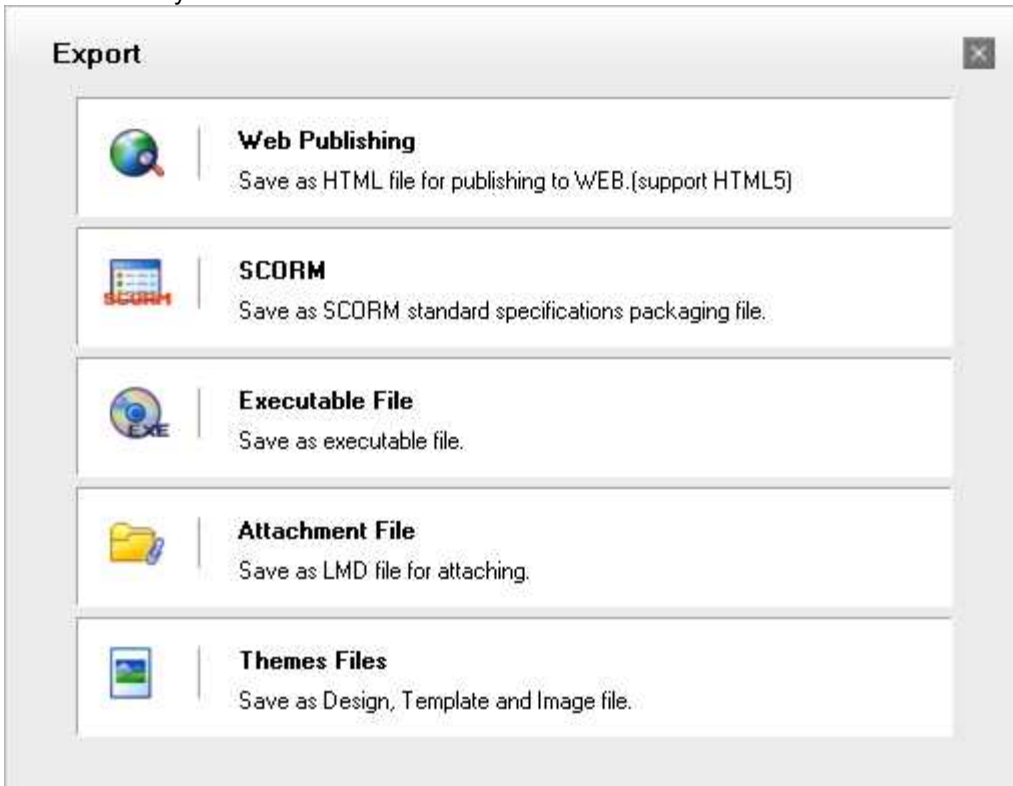 Export
Web Publishing
Save as HTML file for publishing to WEB.(support HTML5)
SCORM
SCORM
Save as SCORM standard specifications packaging file.
Executable File
EXE
Save as executable file.
Attachment File
Save as LMD file for attaching.
Themes Files
Save as Design, Template and Image file.